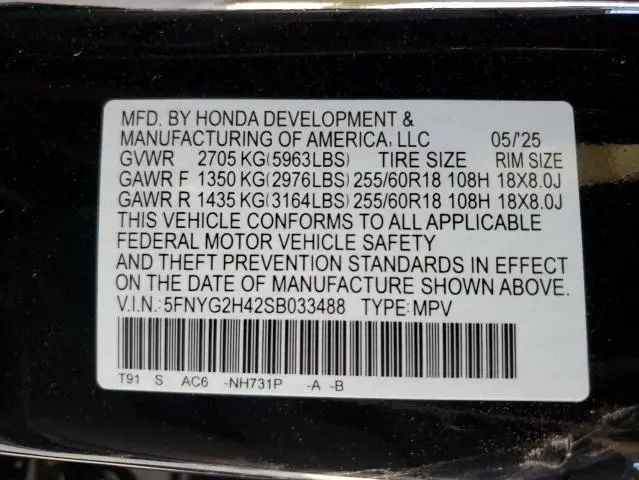 MFD. BY HONDA DEVELOPMENT &
MANUFACTURING OF AMERICA, LLC 05/'25
GVWR 2705 KG(5963LBS) TIRE SIZE RIM SIZE
GAWR F 1350 KG(2976LBS) 255/60R18 108H 18X8.0J
GAWR R 1435 KG(3164LBS) 255/60R18 108H 18X8.0J
THIS VEHICLE CONFORMS TO ALL APPLICABLE
FEDERAL MOTOR VEHICLE SAFETY
AND THEFT PREVENTION STANDARDS IN EFFECT
ON THE DATE OF MANUFACTURE SHOWN ABOVE.
V.I.N.:5FNYG2H42SB033488 TYPE:MPV
T91 S AC6 -NH731P -A -B